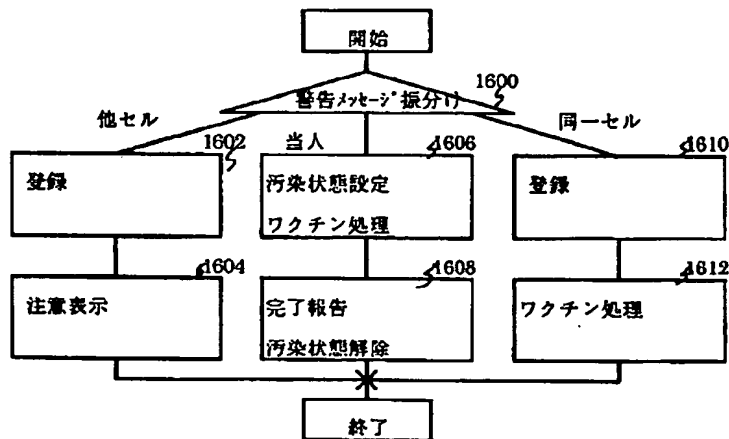 開始
警告メッセージ振分け
1600
他セル
当人
同一セル
1602
登録
1606
汚染状態設定
ワクチン処理
1610
登録
1604
注意表示
1608
完了報告
汚染状態解除
1612
ワクチン処理
終了